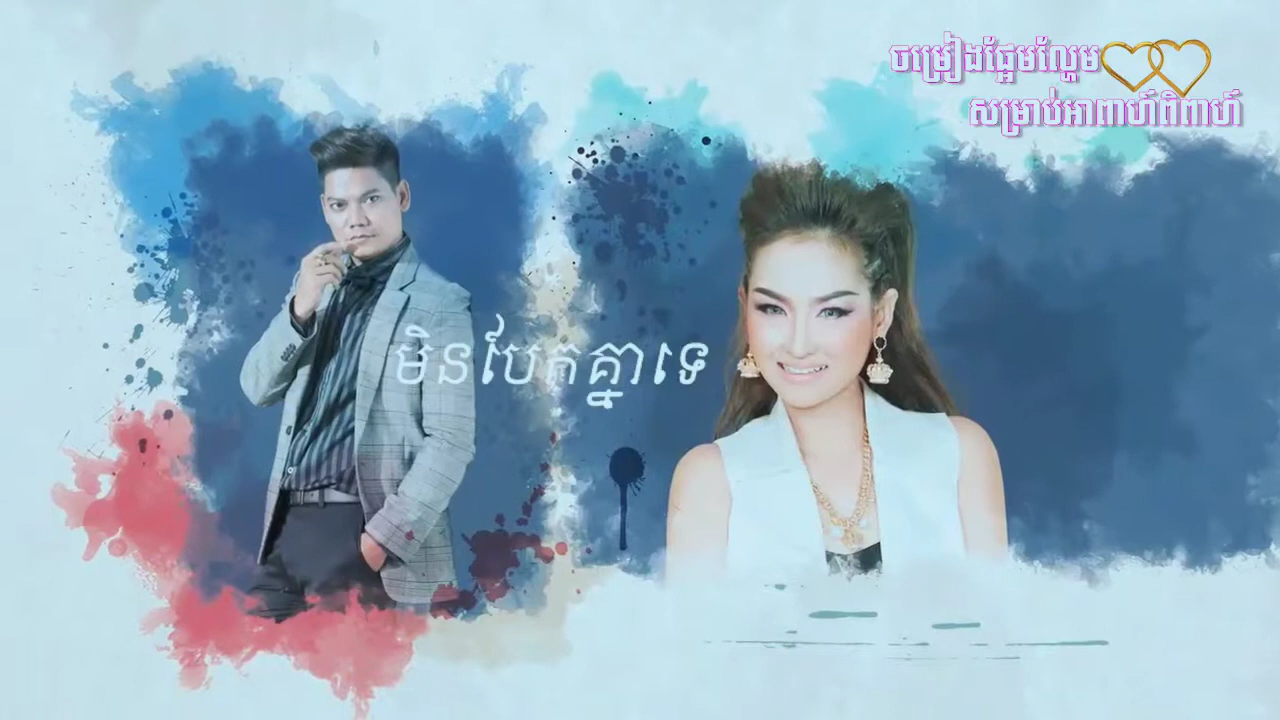 ចម្រៀងផ្អែមល្ហែម
សម្រាប់អាពាហ៍ពិពាហ៍
មិនបែកគ្នាទេ